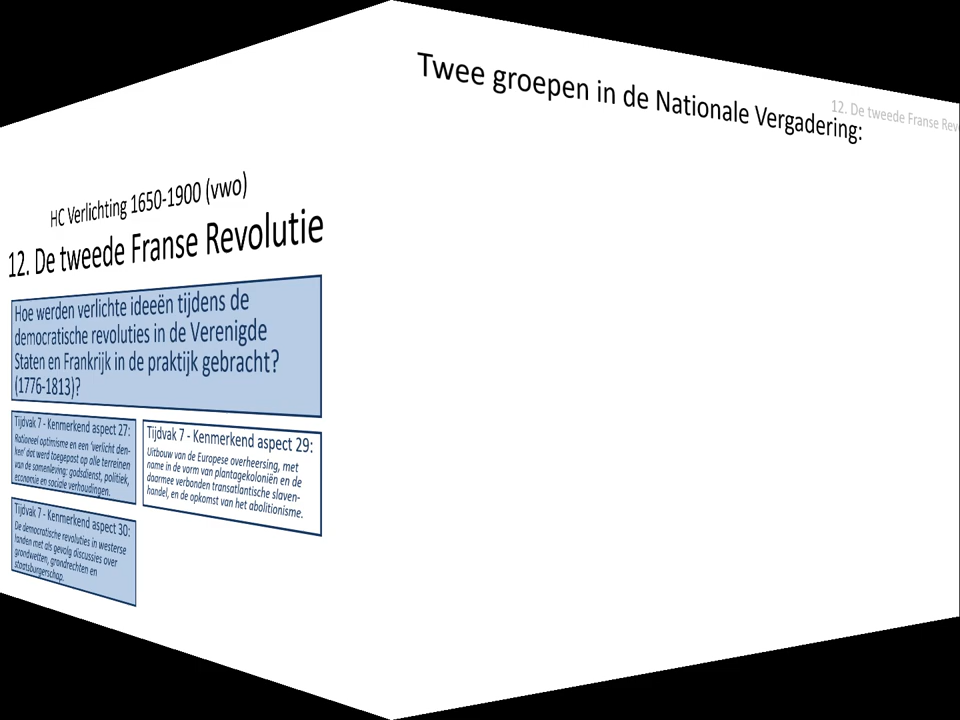 HC Verlichting 1650-1900 (vwo)
12. De tweede Franse Revolutie
Hoe werden verlichte ideeën tijdens de
democratische revoluties in de Verenigde
Staten en Frankrijk in de praktijk gebracht?
(1776-1813)?
Tijdvak 7 - Kenmerkend aspect 27:
Rationeel optimisme en een 'verlicht den-
ken' dat werd toegepast op alle terreinen
van de samenleving: godsdienst, politiek,
economie en sociale verhoudingen.
Tijdvak 7 - Kenmerkend aspect 29:
Uitbouw van de Europese overheersing, met
name in de vorm van plantagekoloniën en de
daarmee verbonden transatlantische slaven-
handel, en de opkomst van het abolitionisme.
Tijdvak 7 - Kenmerkend aspect 30:
De democratische revoluties in westerse
landen met als gevolg discussies over
grondwetten, grondrechten en
staatsburgerschap.
Twee groepen in de Nationale Vergadering:
12. De tweede Franse Rev